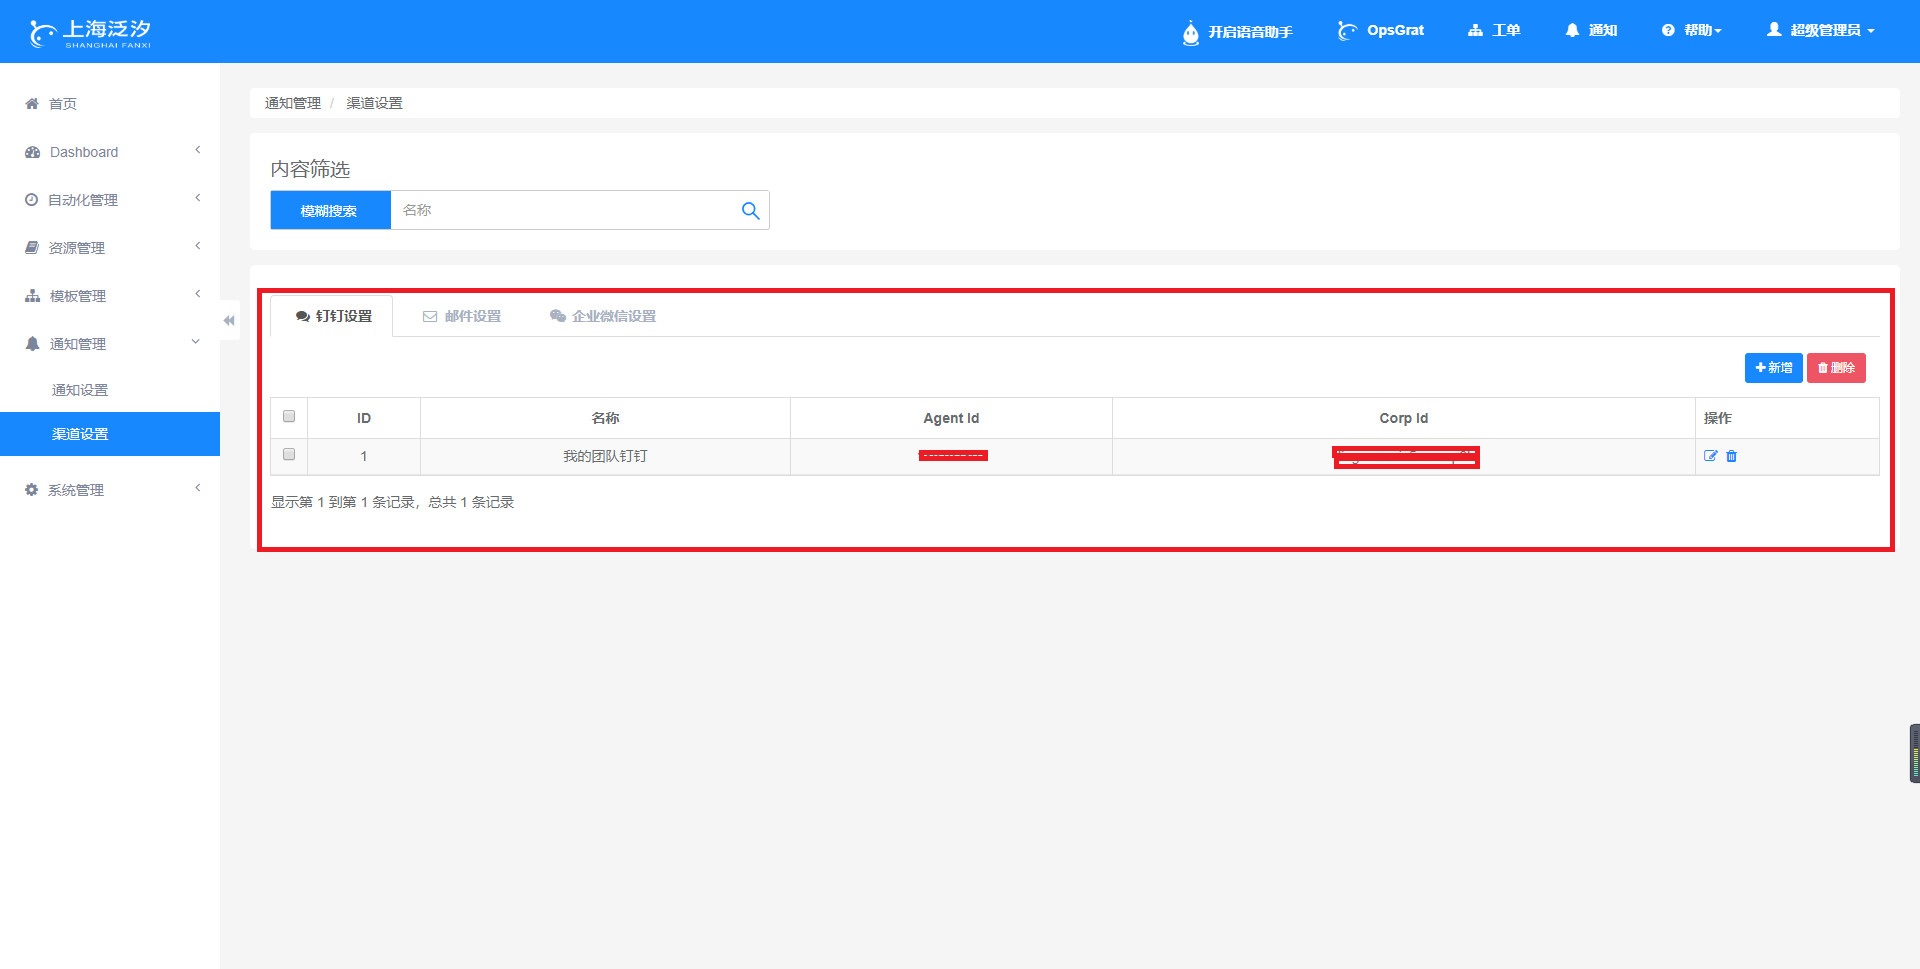 上海泛汐
SHANGHAI FANXI
开启语音助手
OpsGrat
工单
通知
帮助
超级管理员
首页
Dashboard
自动化管理
资源管理
模板管理
通知管理
通知设置
渠道设置
系统管理
通知管理 / 渠道设置
内容筛选
模糊搜索 名称
钉钉设置 邮件设置 企业微信设置
新增 删除
ID 名称 Agent Id Corp Id 操作
1 我的团队钉钉
显示第 1 到第 1 条记录，总共 1 条记录